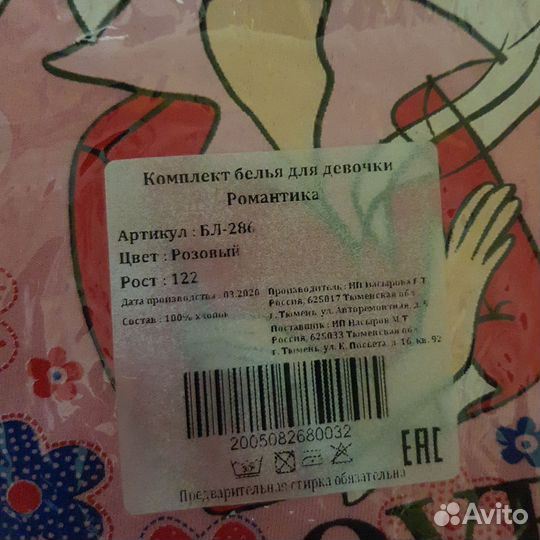 Комплект белья для девочки
Романтика
Артикул : БЛ-286
Цвет : Розовый
Рост : 122
Дата производства : 03.2020
Состав : 100% хлопок
Производитель : ИП Насырова Г.Т
Россия, 625017 Тюменская обл
г.Тюмень, ул. Авторемонтная, д.
Поставщик : ИП Насыров М.Т
Россия, 625033 Тюменская обл
г. Тюмень, ул. К. Посьета, д 16, кв. 92
2005082680032
EAC
Предварительная стирка обязательна
Avito